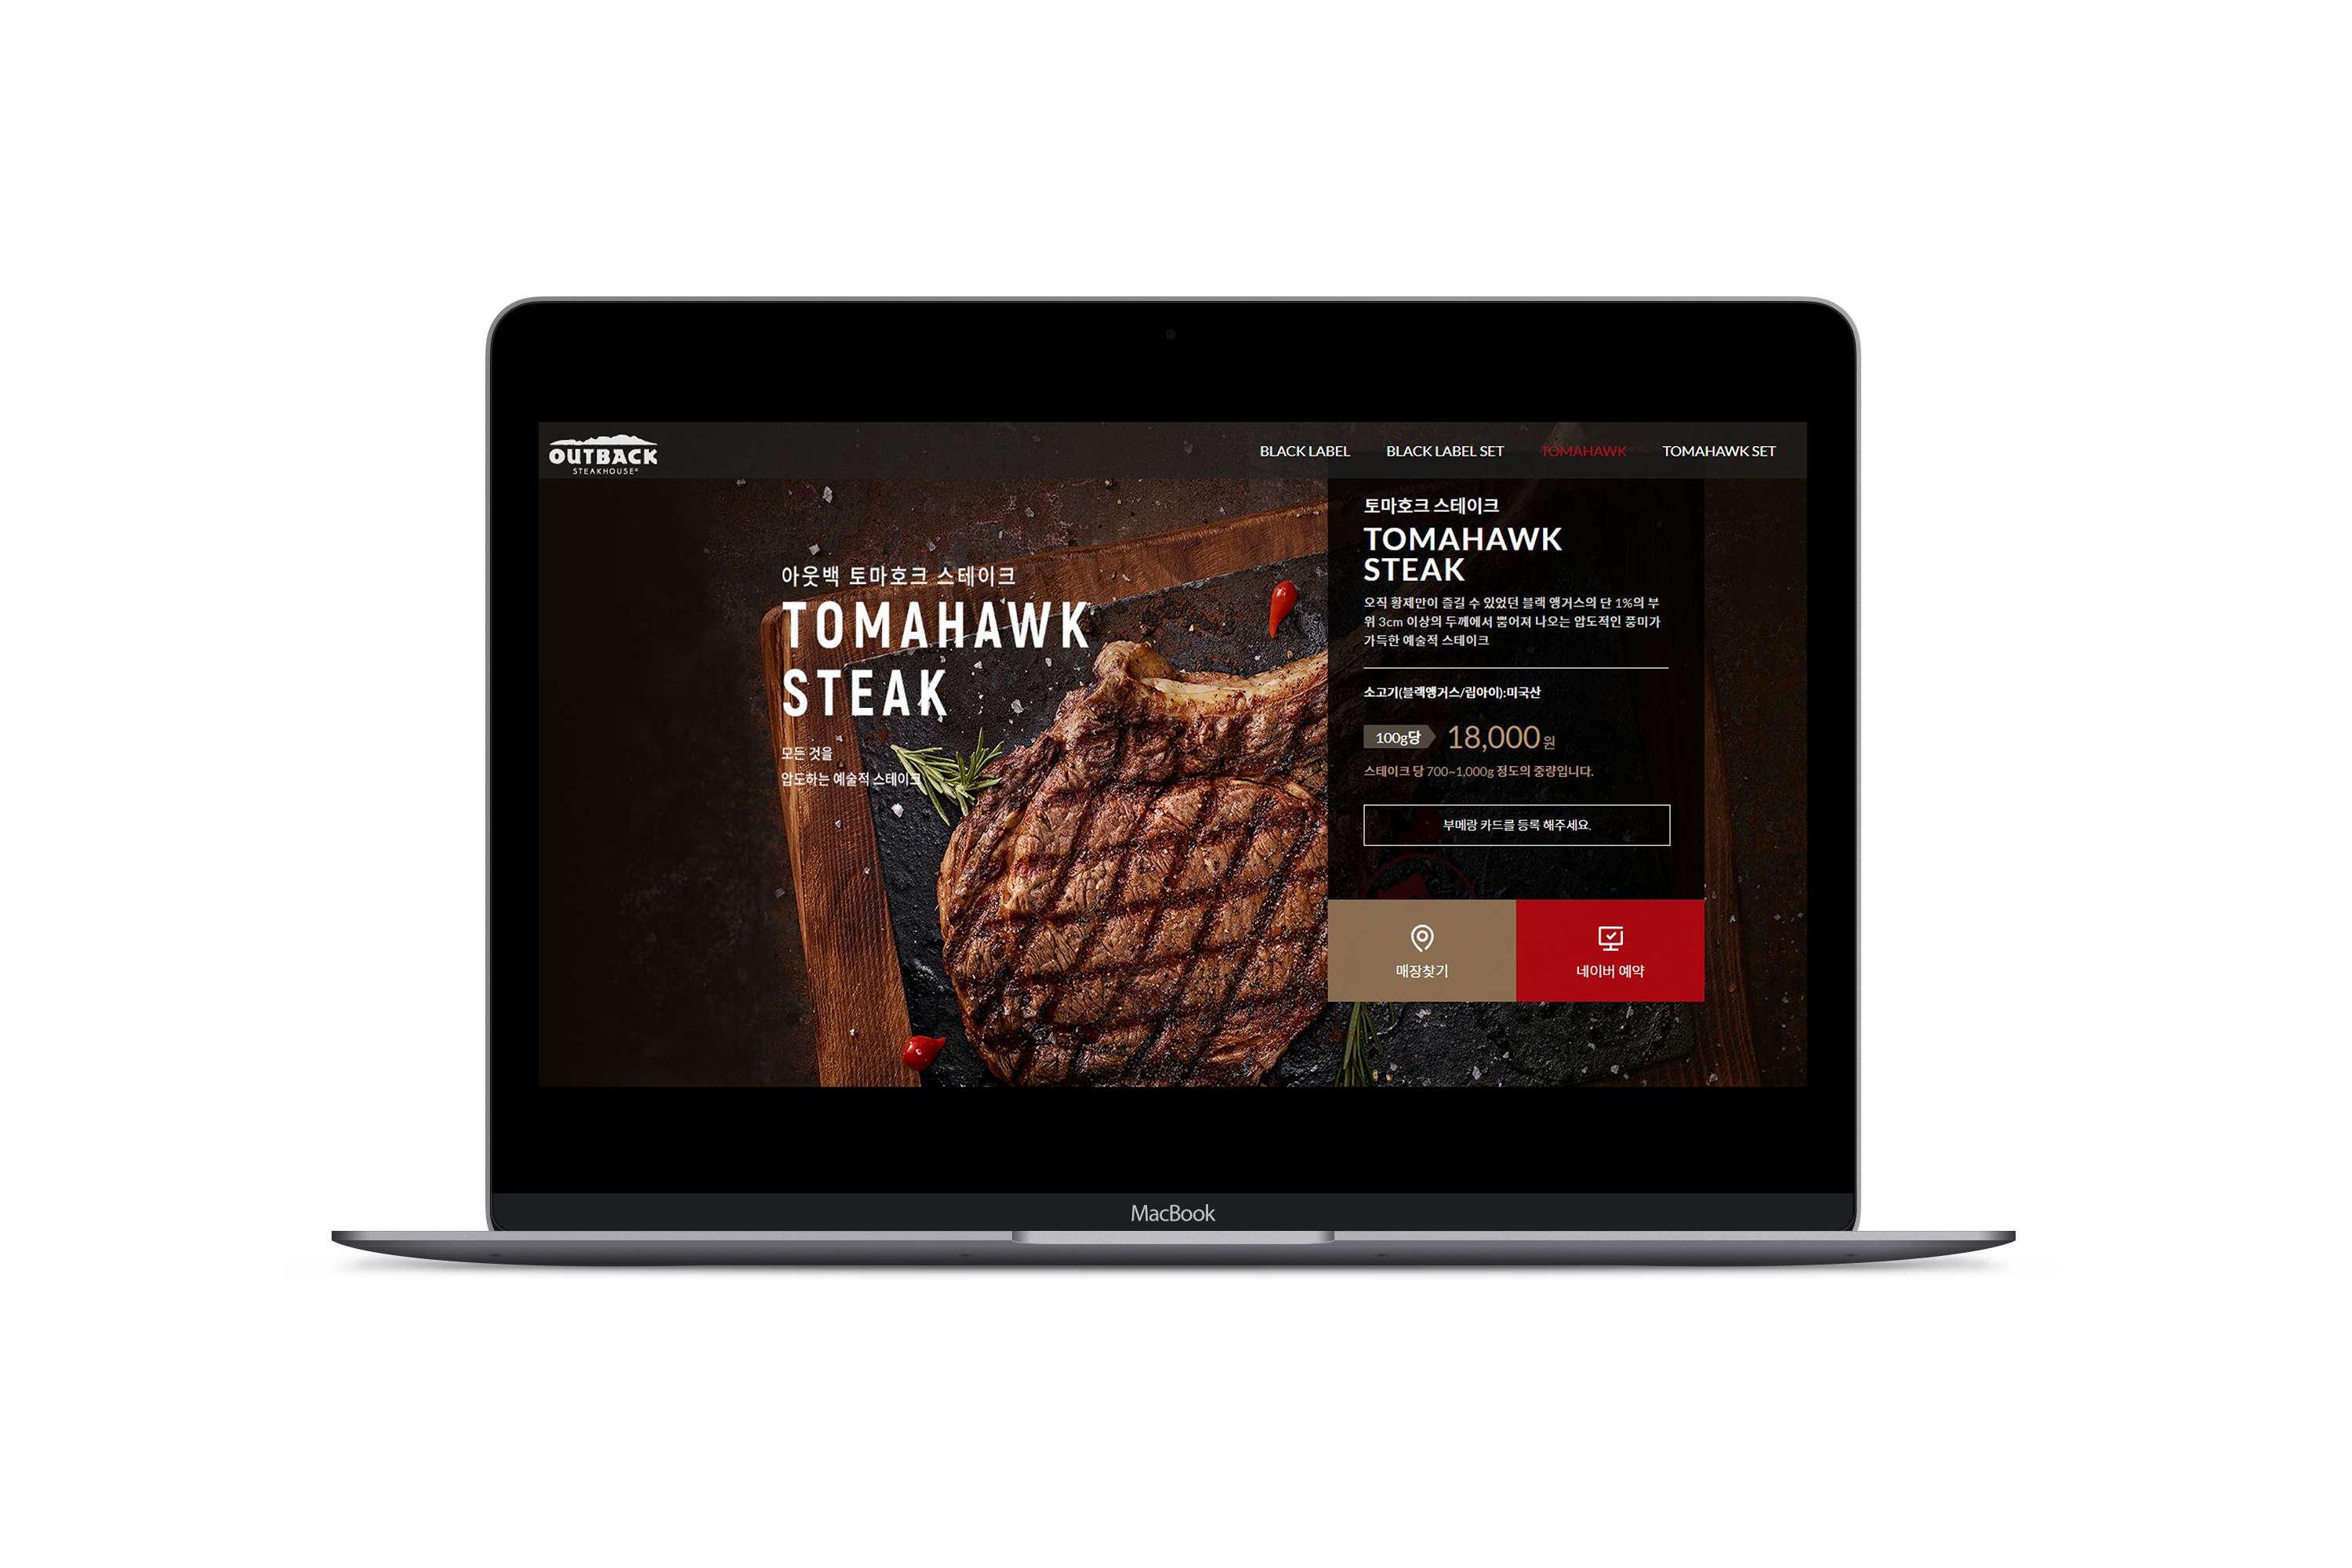 OUTBACK
STEAKHOUSE®
BLACK LABEL
BLACK LABEL SET
TOMAHAWK
TOMAHAWK SET
아웃백 토마호크 스테이크
TOMAHAWK
STEAK
모든 것을
압도하는 예술적 스테이크
토마호크 스테이크
TOMAHAWK
STEAK
오직 황제만이 즐길 수 있었던 블랙 앵거스의 단 1%의 부
위 3cm 이상의 두께에서 뿜어져 나오는 압도적인 풍미가
가득한 예술적 스테이크
소고기(블랙앵거스/립아이):미국산
100g당
18,000원
스테이크 당 700~1,000g 정도의 중량입니다.
부메랑 카드를 등록 해주세요.
매장찾기
네이버 예약
MacBook